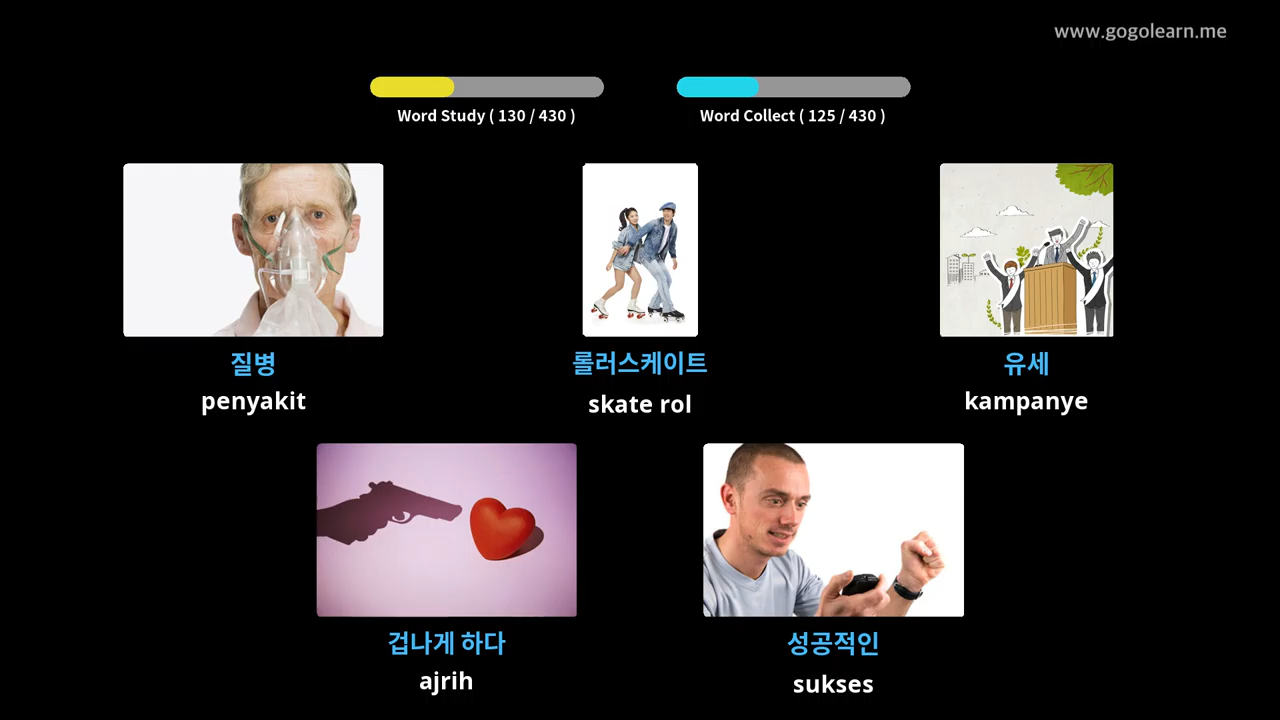 www.gogolearn.me
Word Study ( 130 / 430 )
Word Collect ( 125 / 430 )
질병
penyakit
롤러스케이트
skate rol
유세
kampanye
겁나게 하다
ajrih
성공적인
sukses